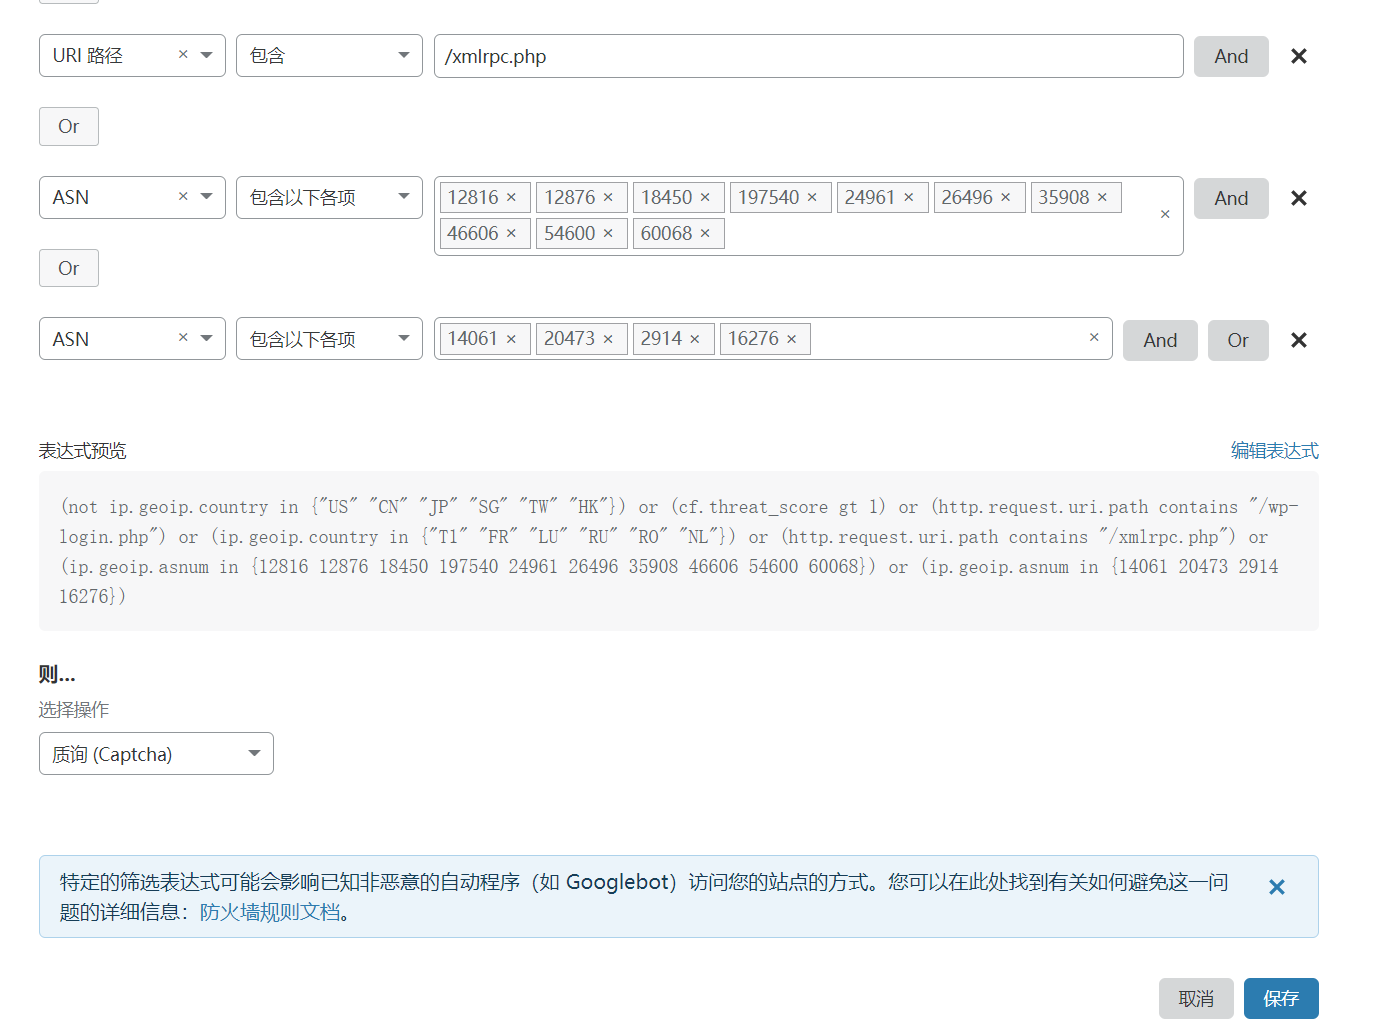 URI 路径 × 包含 /xmlrpc.php And ×
Or
ASN × 包含以下各项 12816 × 12876 × 18450 × 197540 × 24961 × 26496 × 35908 × × And ×
46606 × 54600 × 60068 ×
Or
ASN × 包含以下各项 14061 × 20473 × 2914 × 16276 × × And Or ×
表达式预览 编辑表达式
(not ip.geoip.country in {"US" "CN" "JP" "SG" "TW" "HK"}) or (cf.threat_score gt 1) or (http.request.uri.path contains "/wp-
login.php") or (ip.geoip.country in {"T1" "FR" "LU" "RU" "RO" "NL"}) or (http.request.uri.path contains "/xmlrpc.php") or
(ip.geoip.asnum in {12816 12876 18450 197540 24961 26496 35908 46606 54600 60068}) or (ip.geoip.asnum in {14061 20473 2914
16276})
则...
选择操作
质询 (Captcha)
特定的筛选表达式可能会影响已知非恶意的自动程序（如 Googlebot）访问您的站点的方式。您可以在此处找到有关如何避免这一问 ×
题的详细信息：防火墙规则文档。
取消 保存